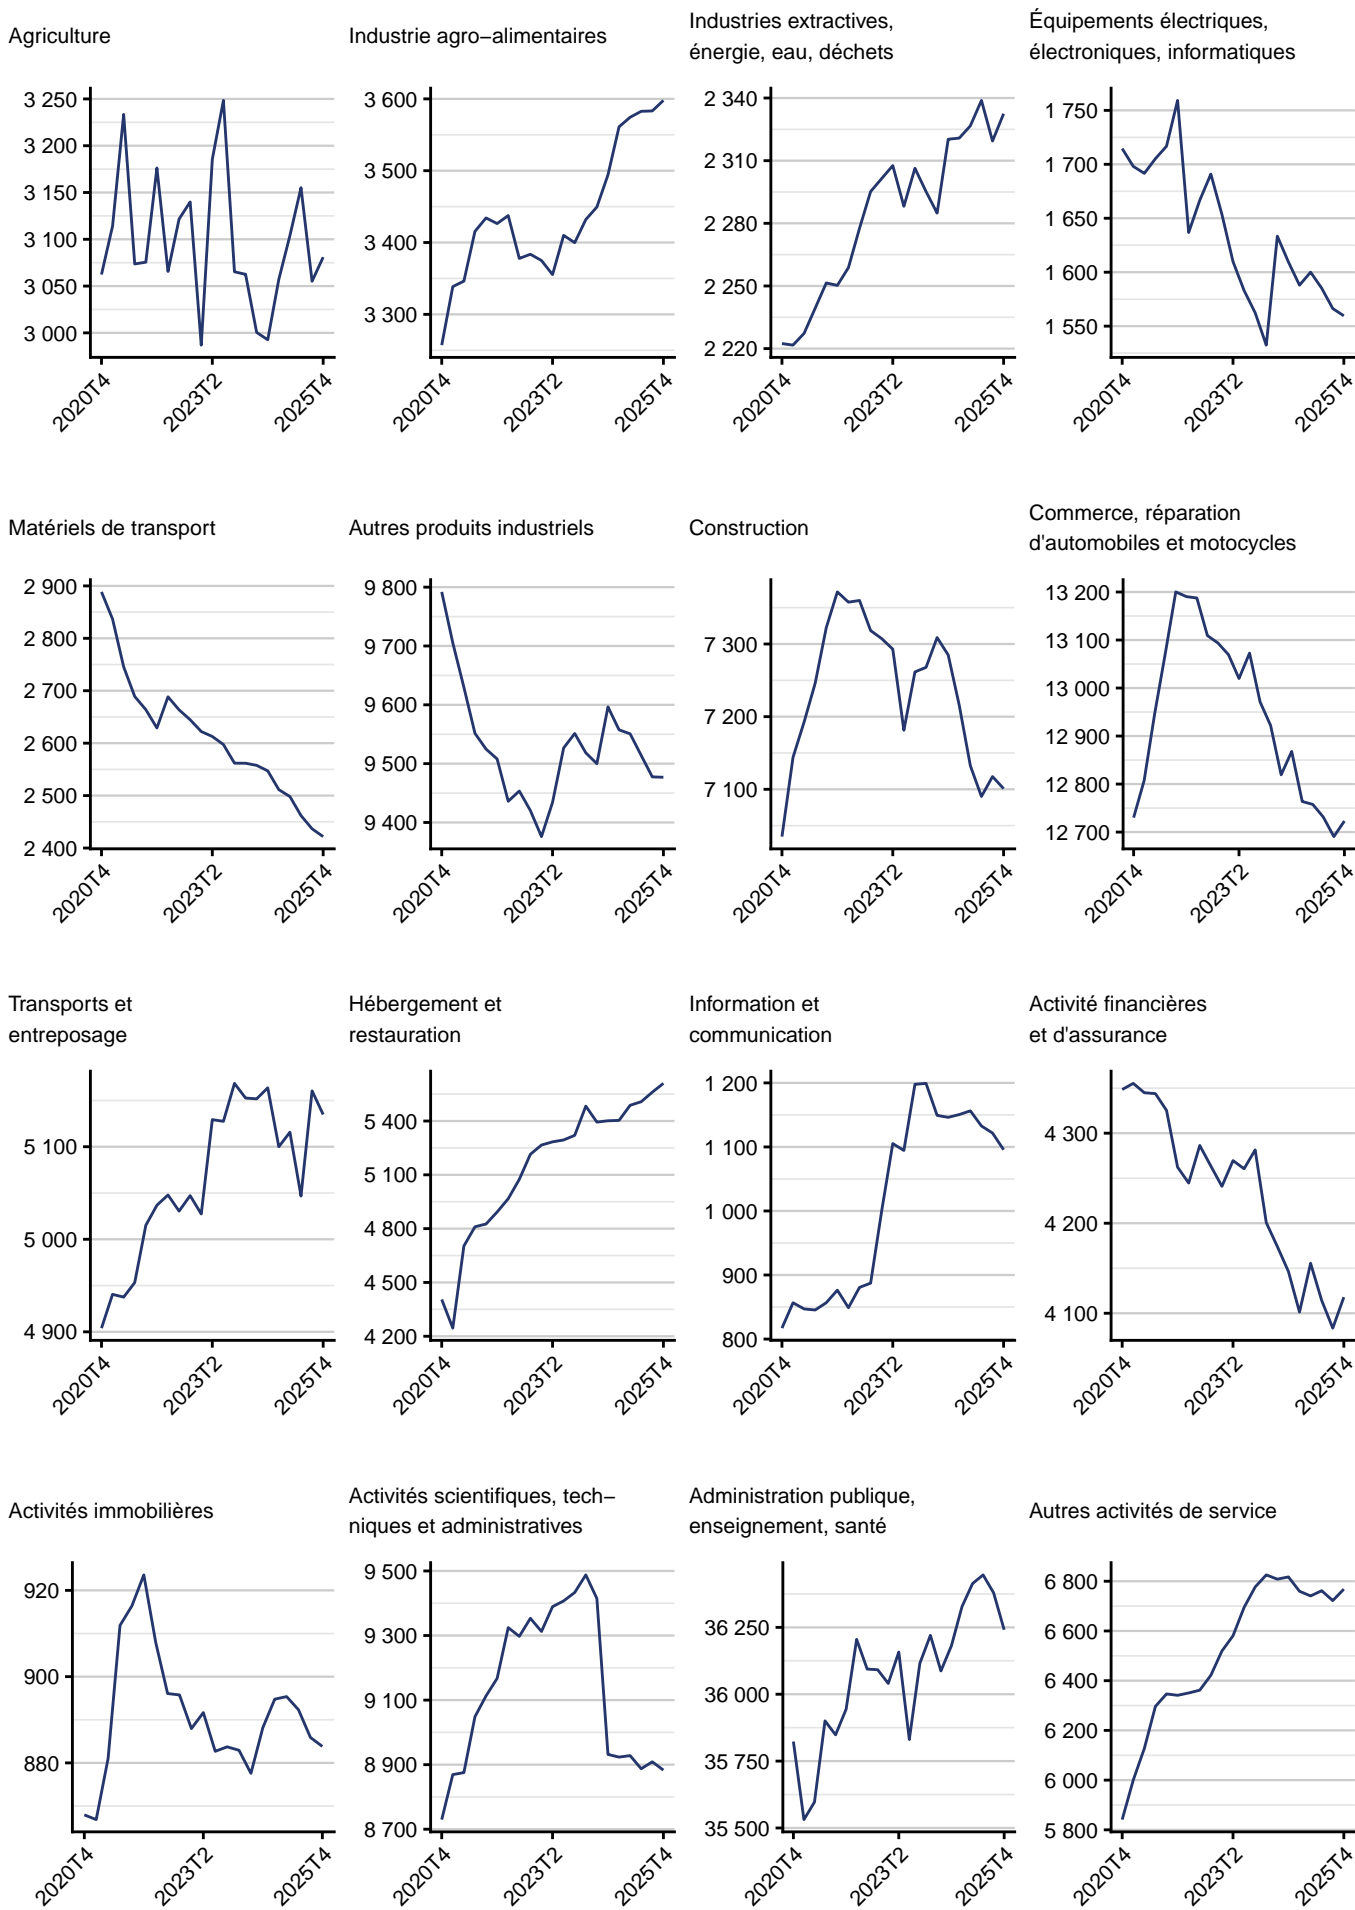 Agriculture
3 250
3 200
3 150
3 100
3 050
3 000
2020T4
2023T2
2025T4
Industrie agro−alimentaires
3 600
3 500
3 400
3 300
2020T4
2023T2
2025T4
Industries extractives,
énergie, eau, déchets
2 340
2 310
2 280
2 250
2 220
2020T4
2023T2
2025T4
Équipements électriques,
électroniques, informatiques
1 750
1 700
1 650
1 600
1 550
2020T4
2023T2
2025T4
Matériels de transport
2 900
2 800
2 700
2 600
2 500
2 400
2020T4
2023T2
2025T4
Autres produits industriels
9 800
9 700
9 600
9 500
9 400
2020T4
2023T2
2025T4
Construction
7 300
7 200
7 100
2020T4
2023T2
2025T4
Commerce, réparation
d'automobiles et motocycles
13 200
13 100
13 000
12 900
12 800
12 700
2020T4
2023T2
2025T4
Transports et
entreposage
5 100
5 000
4 900
2020T4
2023T2
2025T4
Hébergement et
restauration
5 400
5 100
4 800
4 500
4 200
2020T4
2023T2
2025T4
Information et
communication
1 200
1 100
1 000
900
800
2020T4
2023T2
2025T4
Activité financières
et d'assurance
4 300
4 200
4 100
2020T4
2023T2
2025T4
Activités immobilières
920
900
880
2020T4
2023T2
2025T4
Activités scientifiques, tech−
niques et administratives
9 500
9 300
9 100
8 900
8 700
2020T4
2023T2
2025T4
Administration publique,
enseignement, santé
36 250
36 000
35 750
35 500
2020T4
2023T2
2025T4
Autres activités de service
6 800
6 600
6 400
6 200
6 000
5 800
2020T4
2023T2
2025T4